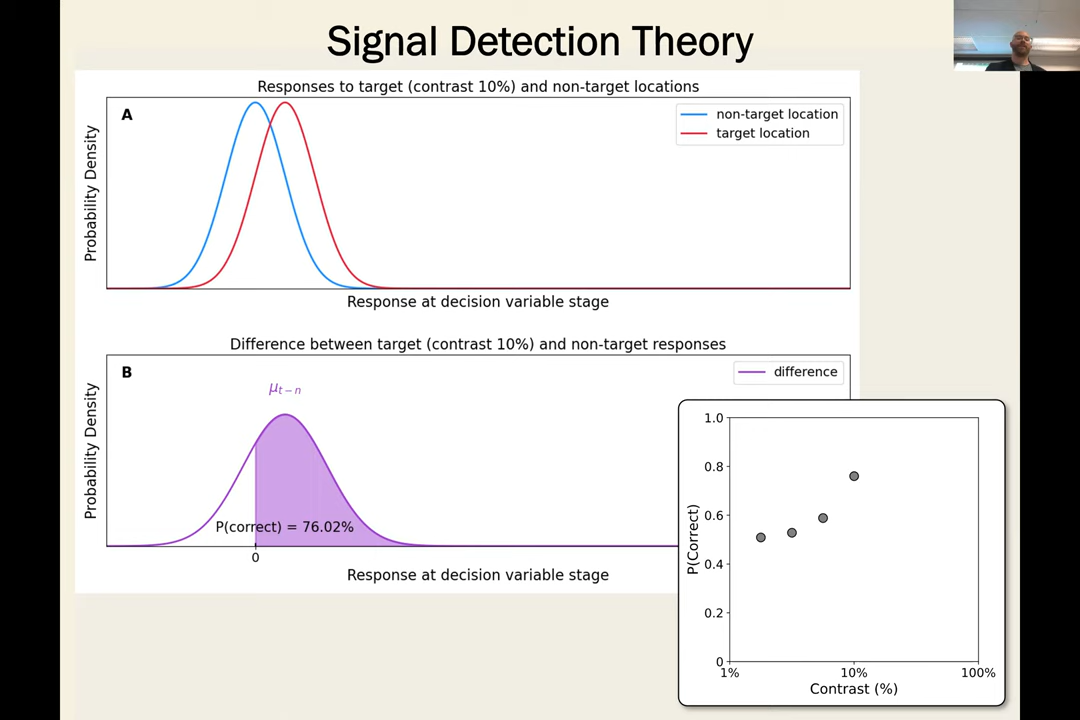 Signal Detection Theory
Responses to target (contrast 10%) and non-target locations
A
non-target location
target location
Probability Density
Response at decision variable stage
Difference between target (contrast 10%) and non-target responses
B
difference
μt−n
Probability Density
P(correct) = 76.02%
0
Response at decision variable stage
1.0
0.8
0.6
0.4
0.2
0
P(Correct)
1% 10% 100%
Contrast (%)